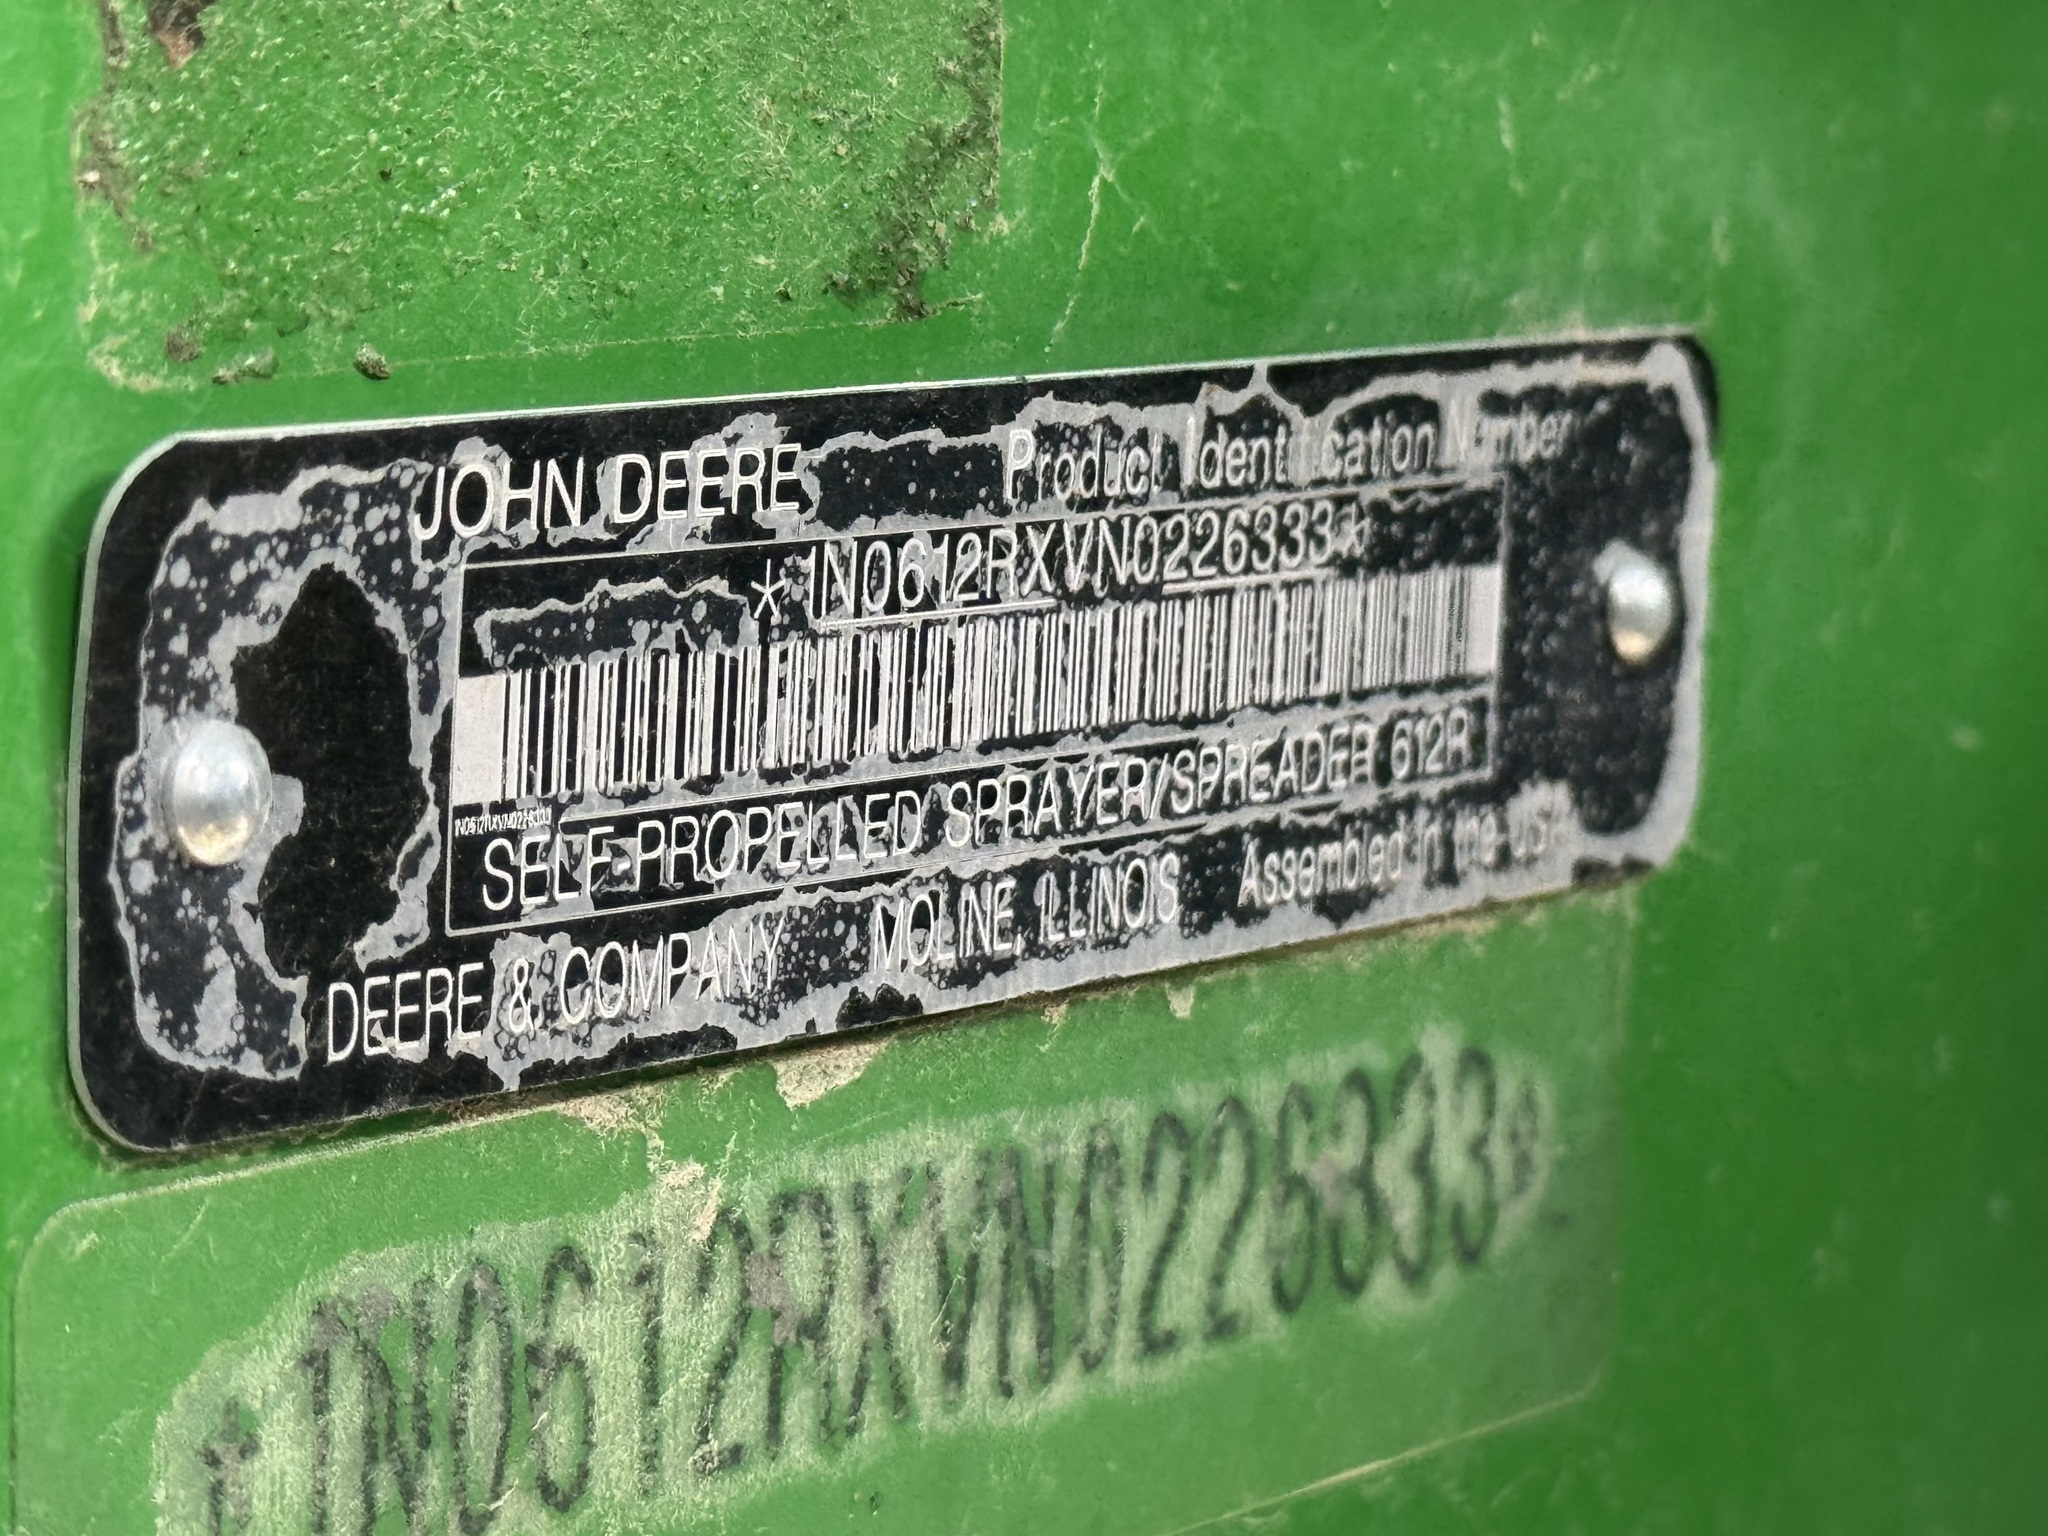 JOHN DEERE Product Identification Number
*1N0612RXVN0226333*
1N0612RXVN0226333
SELF-PROPELLED SPRAYER/SPREADER 612R
DEERE & COMPANY MOLINE, ILLINOIS Assembled in the USA
*1N0612RXVN0226333*